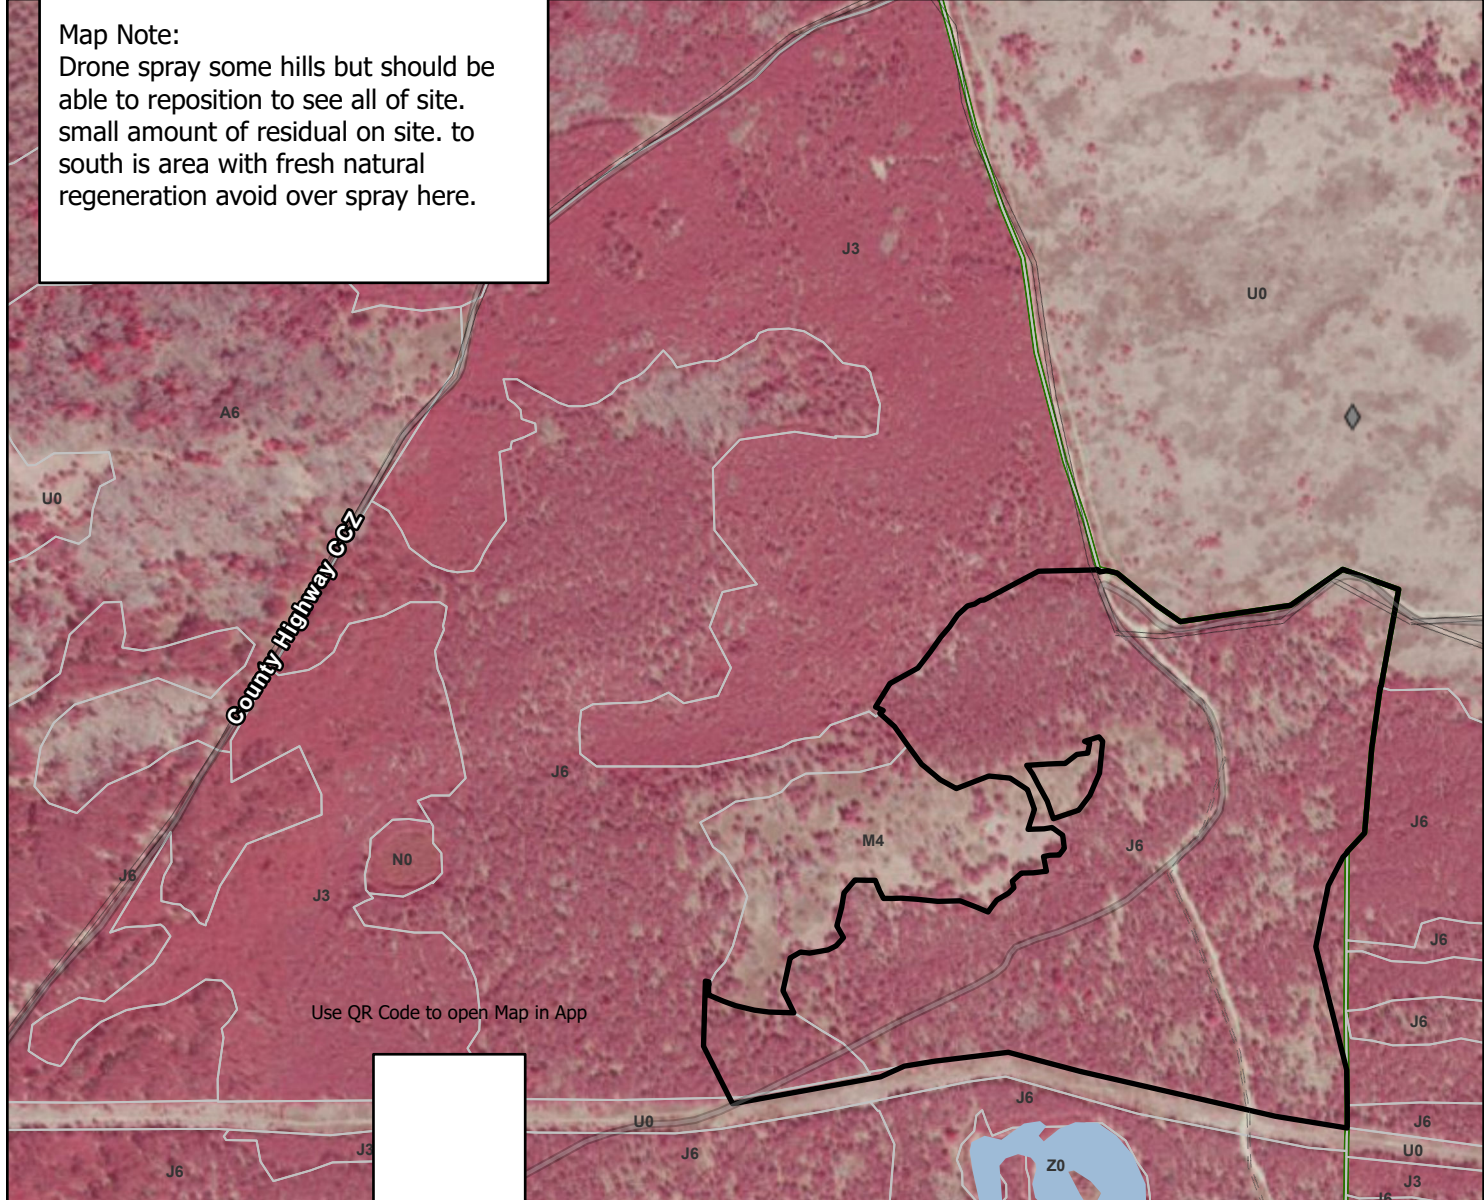 Map Note:
Drone spray some hills but should be
able to reposition to see all of site.
small amount of residual on site. to
south is area with fresh natural
regeneration avoid over spray here.
J3
U0
A6
U0
County Highway CCZ
J6
M4
J6
J6
N0
J6
J3
J6
Use QR Code to open Map in App
J6
J6
U0
J6
J6
U0
J3
J6
J6
Z0
J3
J6